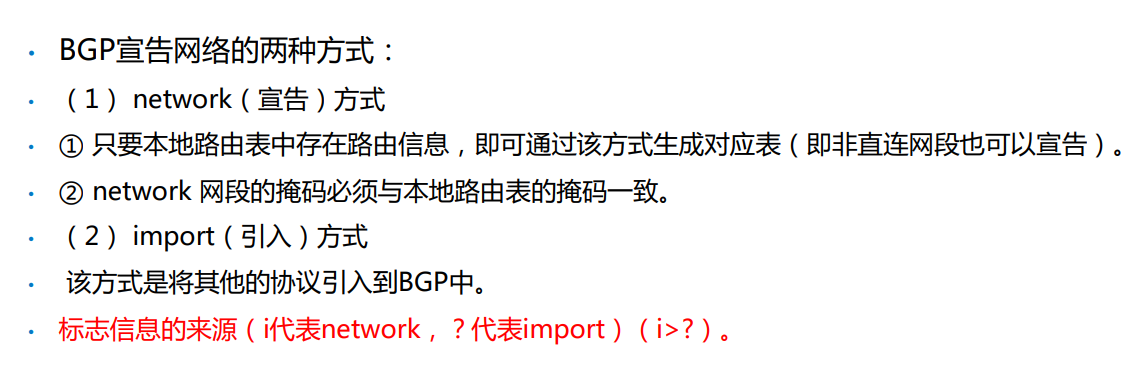 BGP宣告网络的两种方式：
（1）network（宣告）方式
① 只要本地路由表中存在路由信息，即可通过该方式生成对应表（即非直连网段也可以宣告）。
② network 网段的掩码必须与本地路由表的掩码一致。
（2）import（引入）方式
该方式是将其他的协议引入到BGP中。
标志信息的来源（i代表network，？代表import）（i>?）。